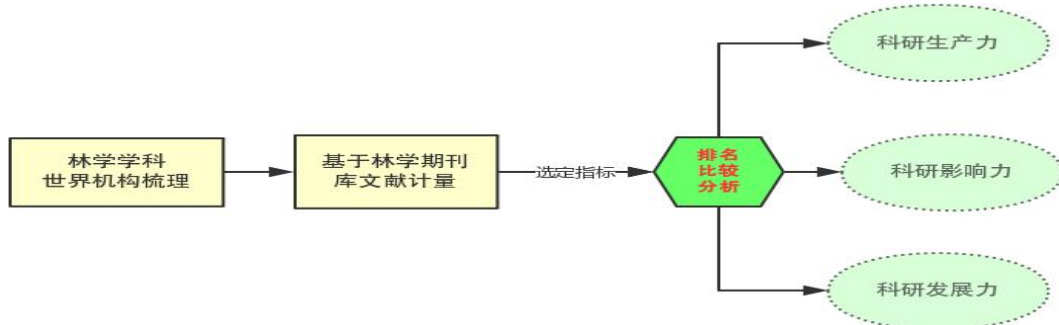 科研生产力
林学学科
世界机构梳理
基于林学期刊
库文献计量
选定指标
排名
比较
分析
科研影响力
科研发展力